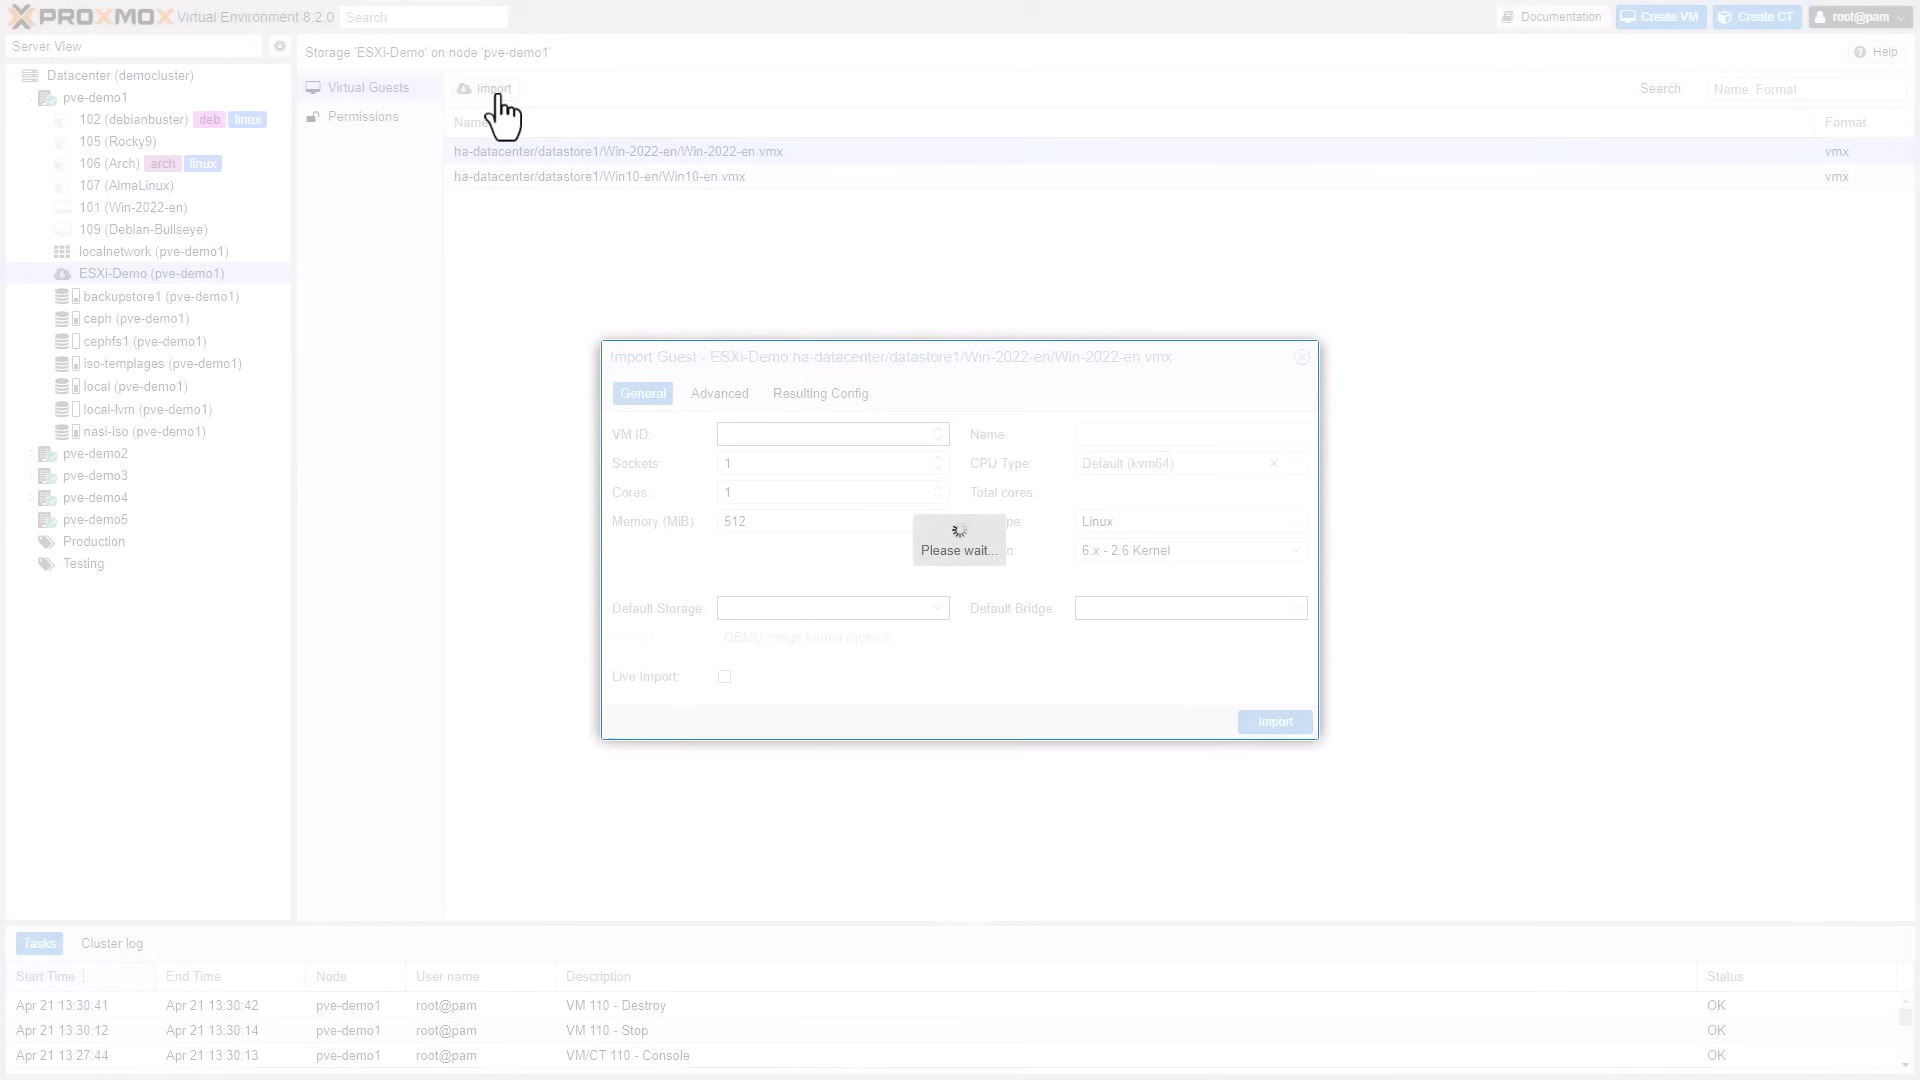 PROXMOX Virtual Environment 8.2.0 Search Documentation Create VM Create CT root@pam
Server View
Storage 'ESXi-Demo' on node 'pve-demo1' Help
Datacenter (democluster)
pve-demo1
102 (debianbuster) deb linux
105 (Rocky9)
106 (Arch) arch linux
107 (AlmaLinux)
101 (Win-2022-en)
109 (Debian-Bullseye)
localnetwork (pve-demo1)
ESXi-Demo (pve-demo1)
backupstore1 (pve-demo1)
ceph (pve-demo1)
cephfs1 (pve-demo1)
iso-templages (pve-demo1)
local (pve-demo1)
local-lvm (pve-demo1)
nasi-iso (pve-demo1)
pve-demo2
pve-demo3
pve-demo4
pve-demo5
Production
Testing
Virtual Guests
Permissions
Import Search: Name, Format
Name Format
ha-datacenter/datastore1/Win-2022-en/Win-2022-en.vmx vmx
ha-datacenter/datastore1/Win10-en/Win10-en.vmx vmx
Import Guest - ESXi-Demo:ha-datacenter/datastore1/Win-2022-en/Win-2022-en.vmx
General Advanced Resulting Config
VM ID: Name:
Sockets: 1 CPU Type: Default (kvm64)
Cores: 1 Total cores:
Memory (MiB): 512 Linux
Please wait... 6.x - 2.6 Kernel
Default Storage: Default Bridge:
Format: QEMU image format (qcow2)
Live Import:
Import
Tasks Cluster log
Start Time End Time Node User name Description Status
Apr 21 13:30:41 Apr 21 13:30:42 pve-demo1 root@pam VM 110 - Destroy OK
Apr 21 13:30:12 Apr 21 13:30:14 pve-demo1 root@pam VM 110 - Stop OK
Apr 21 13:27:44 Apr 21 13:30:13 pve-demo1 root@pam VM/CT 110 - Console OK